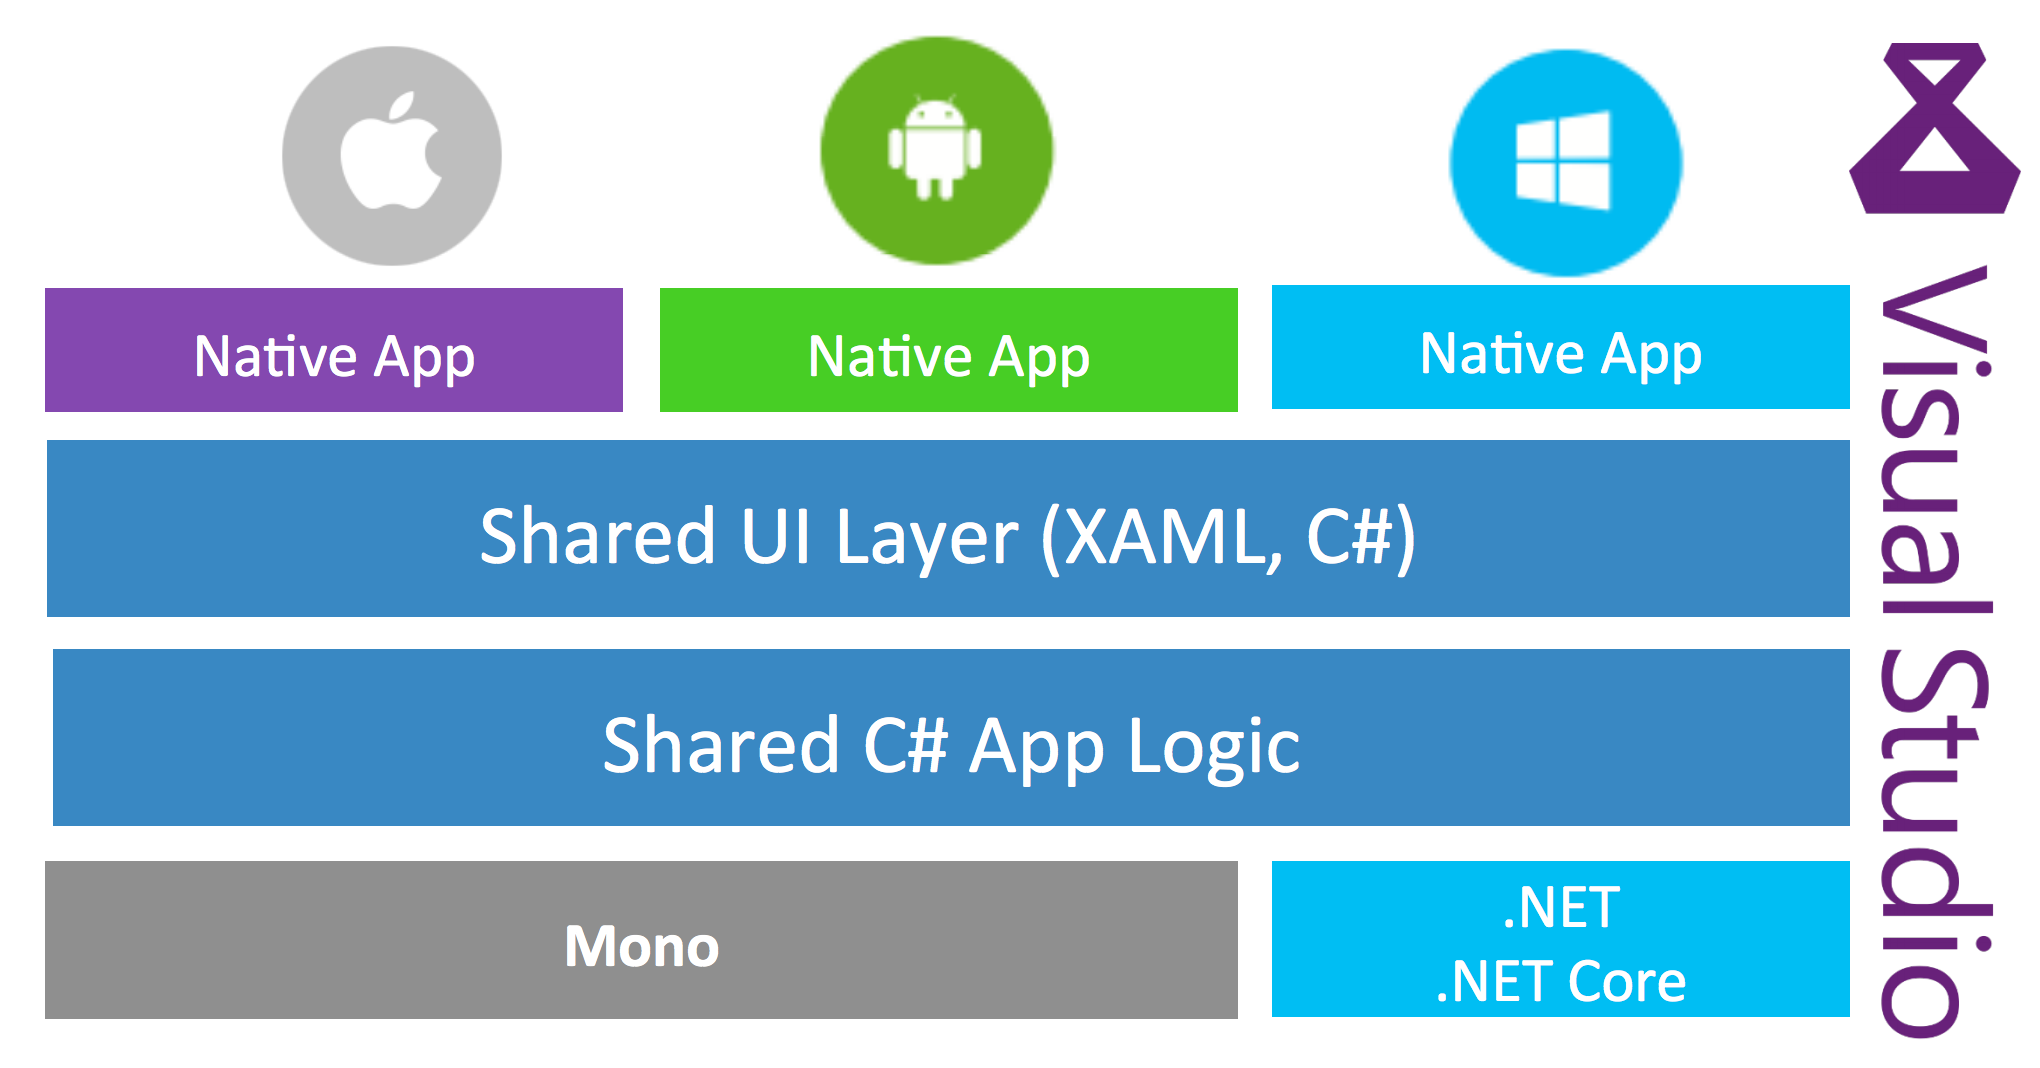 Native App
Native App
Native App
Shared UI Layer (XAML, C#)
Shared C# App Logic
Mono
.NET
.NET Core
Visual Studio